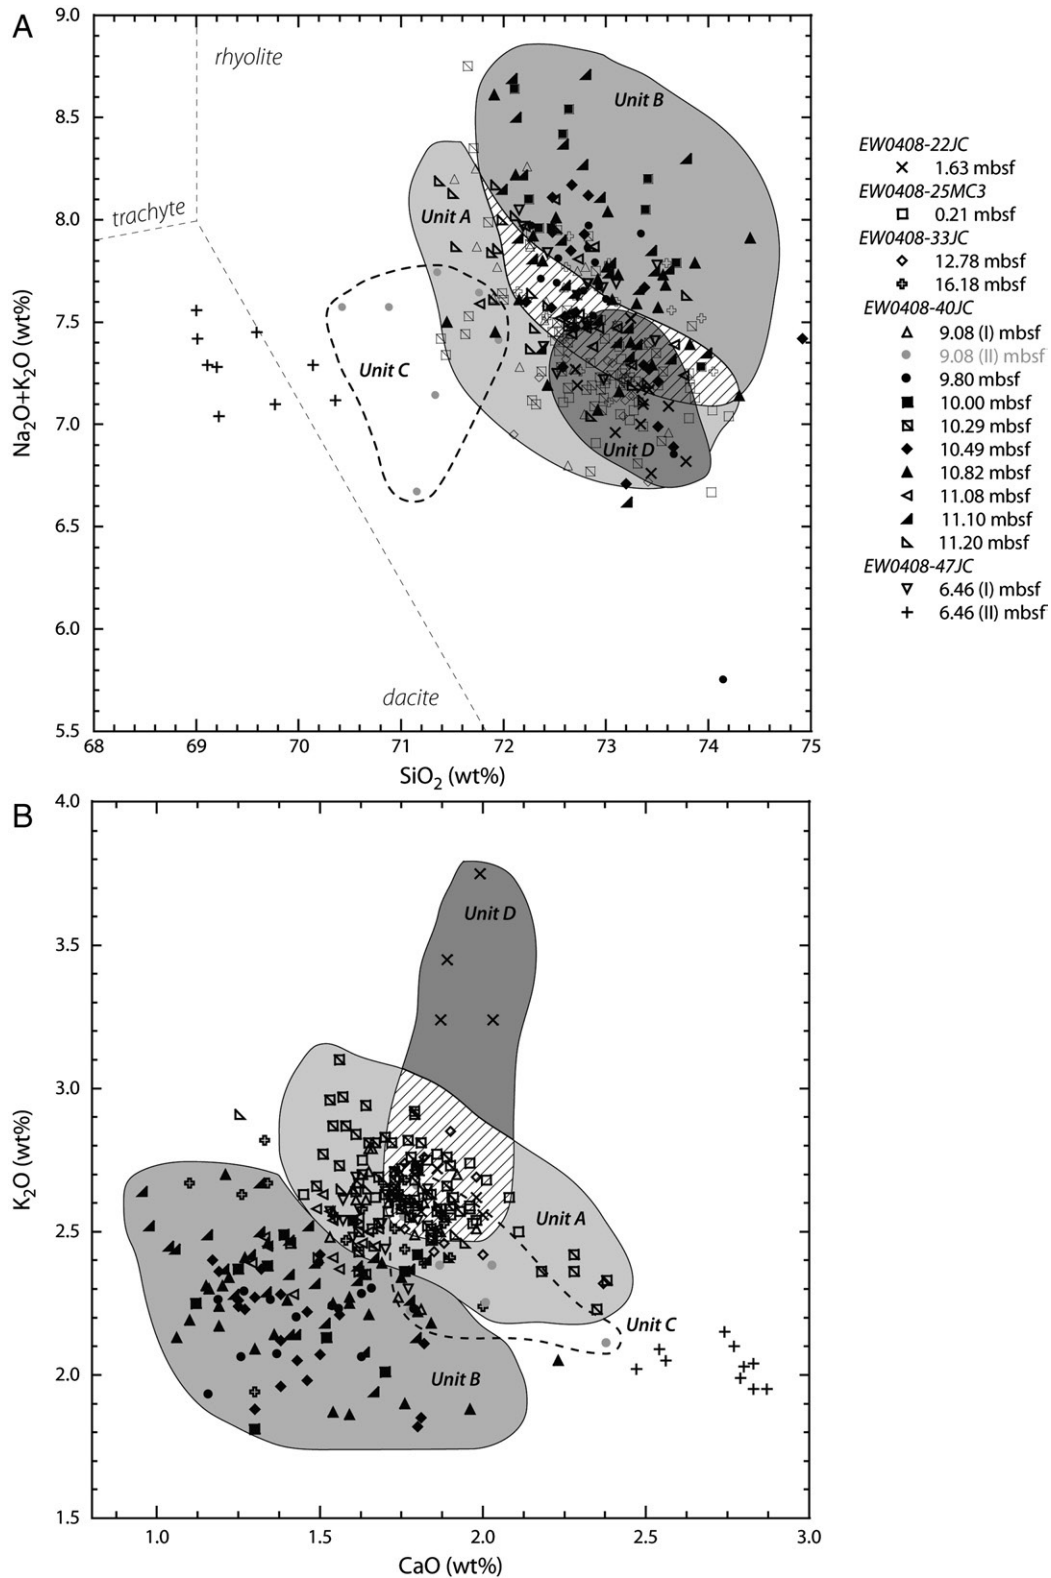 A
9.0
8.5
8.0
7.5
7.0
6.5
6.0
5.5
Na2O+K2O (wt%)
rhyolite
trachyte
dacite
Unit B
Unit A
Unit C
Unit D
68 69 70 71 72 73 74 75
SiO2 (wt%)
EW0408-22JC
1.63 mbsf
EW0408-25MC3
0.21 mbsf
EW0408-33JC
12.78 mbsf
16.18 mbsf
EW0408-40JC
9.08 (I) mbsf
9.08 (II) mbsf
9.80 mbsf
10.00 mbsf
10.29 mbsf
10.49 mbsf
10.82 mbsf
11.08 mbsf
11.10 mbsf
11.20 mbsf
EW0408-47JC
6.46 (I) mbsf
6.46 (II) mbsf
B
4.0
3.5
3.0
2.5
2.0
1.5
K2O (wt%)
Unit D
Unit A
Unit C
Unit B
1.0 1.5 2.0 2.5 3.0
CaO (wt%)